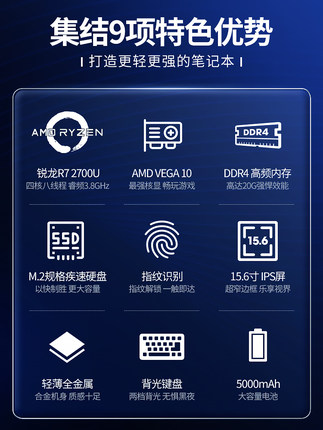 集结9项特色优势
打造更轻更强的笔记本
AMD RYZEN
DDR4
锐龙R7 2700U
AMD VEGA 10
DDR4 高频内存
四核八线程 睿频3.8GHz
最强核显 畅玩游戏
高达20G强悍效能
SSD
15.6
M.2规格疾速硬盘
指纹识别
15.6寸 IPS屏
以快制胜 更大容量
指纹解锁 一触即达
超窄边框 乐享视界
轻薄全金属
背光键盘
5000mAh
合金机身 质感十足
两档背光 无惧黑夜
大容量电池